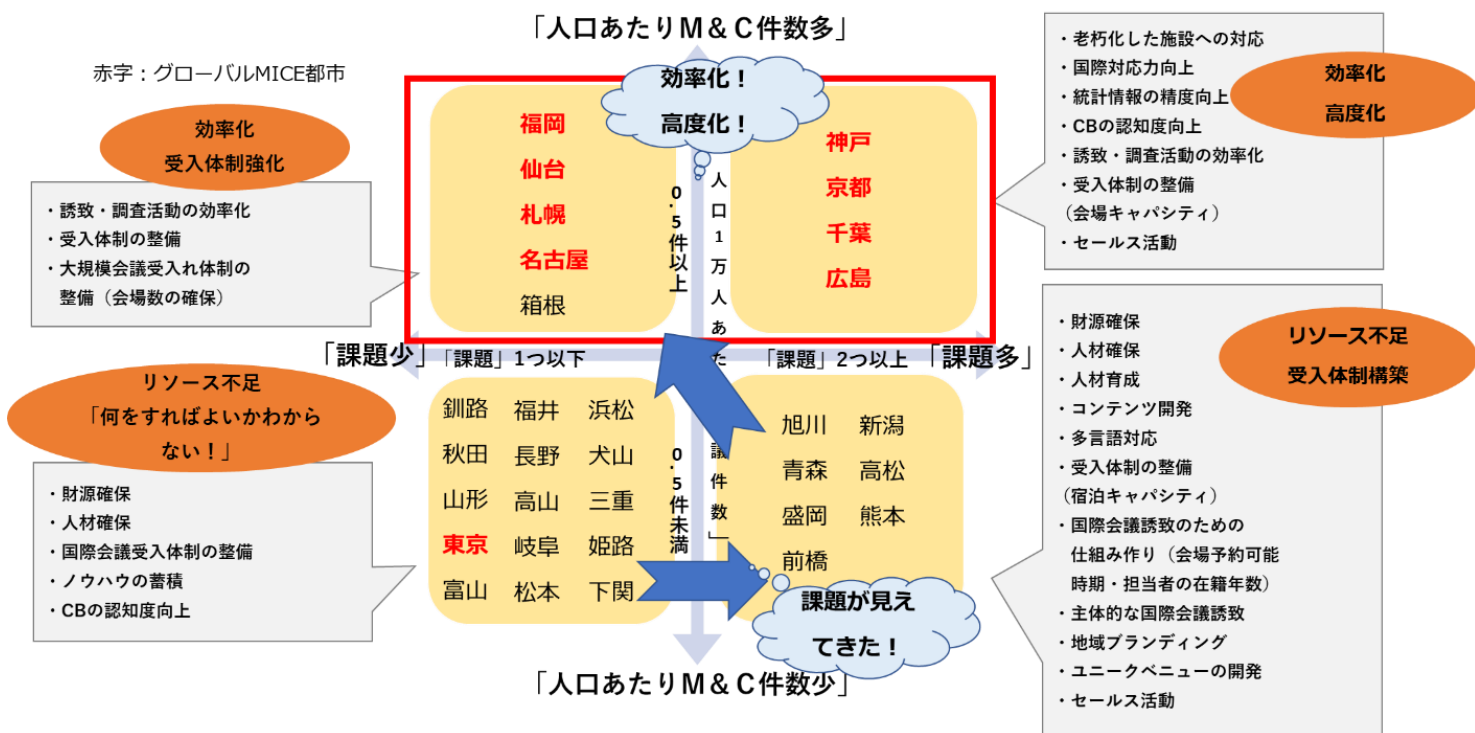 「人口あたりM＆C件数多」
赤字：グローバルMICE都市
効率化
受入体制強化
・誘致・調査活動の効率化
・受入体制の整備
・大規模会議受入れ体制の
整備（会場数の確保）
福岡
仙台
札幌
名古屋
箱根
効率化！
高度化！
神戸
京都
千葉
広島
0.5件以上
人口1万人あた
効率化
高度化
・老朽化した施設への対応
・国際対応力向上
・統計情報の精度向上
・CBの認知度向上
・誘致・調査活動の効率化
・受入体制の整備
（会場キャパシティ）
・セールス活動
「課題少」
「課題」1つ以下
「課題」2つ以上
「課題多」
リソース不足
「何をすればよいかわから
ない！」
・財源確保
・人材確保
・国際会議受入体制の整備
・ノウハウの蓄積
・CBの認知度向上
釧路 福井 浜松
秋田 長野 犬山
山形 高山 三重
東京 岐阜 姫路
富山 松本 下関
0.5件未満
議件数」
旭川 新潟
青森 高松
盛岡 熊本
前橋
課題が見え
てきた！
リソース不足
受入体制構築
・財源確保
・人材確保
・人材育成
・コンテンツ開発
・多言語対応
・受入体制の整備
（宿泊キャパシティ）
・国際会議誘致のための
仕組み作り（会場予約可能
時期・担当者の在籍年数）
・主体的な国際会議誘致
・地域ブランディング
・ユニークベニューの開発
・セールス活動
「人口あたりM＆C件数少」